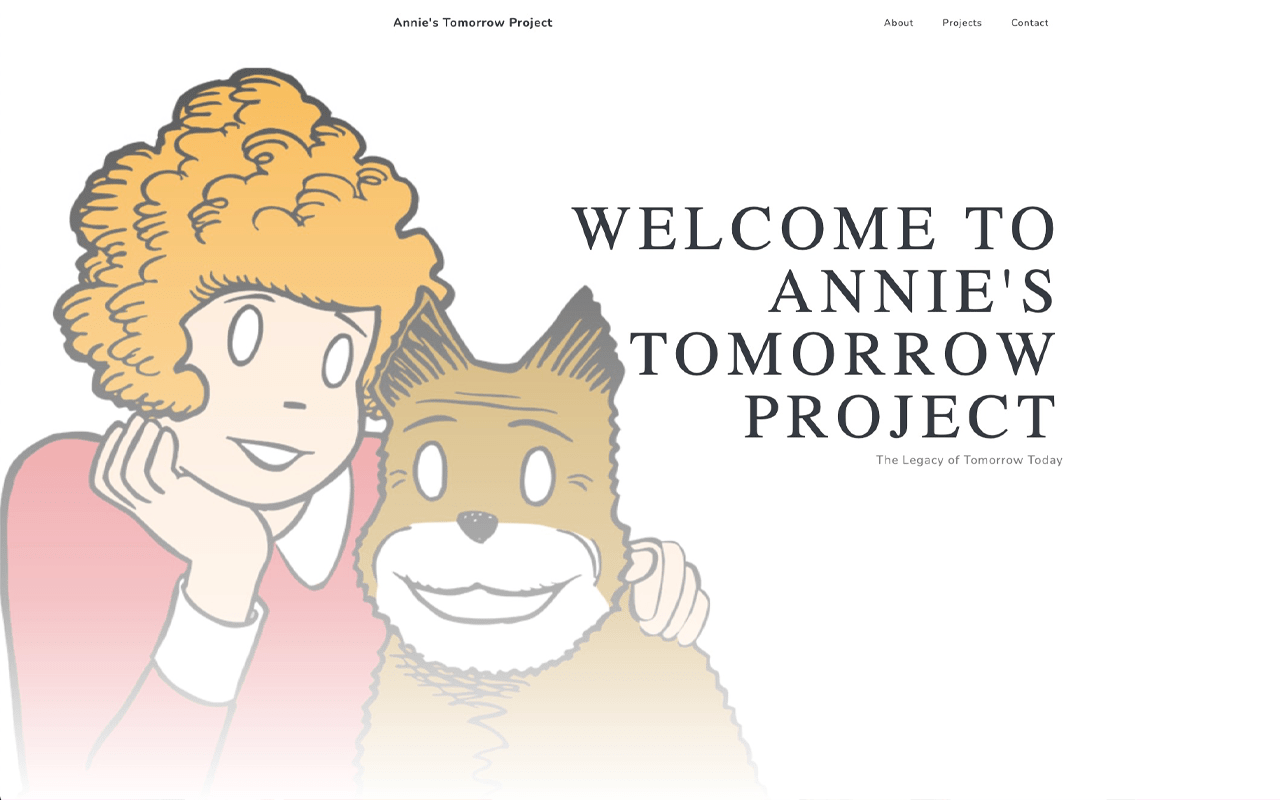 Annie's Tomorrow Project
About Projects Contact
WELCOME TO
ANNIE'S
TOMORROW
PROJECT
The Legacy of Tomorrow Today